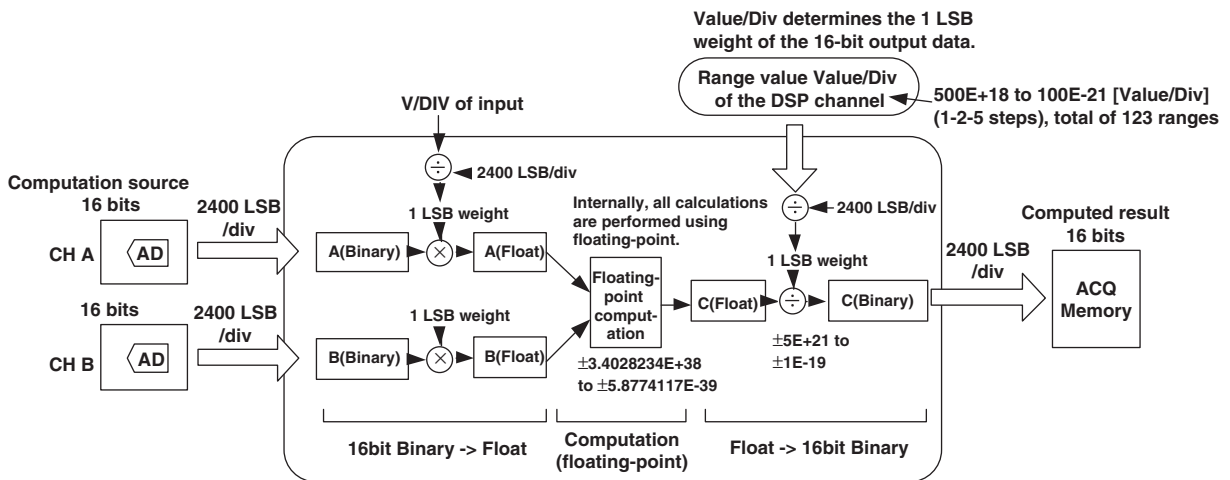 Value/Div determines the 1 LSB
weight of the 16-bit output data.
Range value Value/Div
of the DSP channel
500E+18 to 100E-21 [Value/Div]
(1-2-5 steps), total of 123 ranges
V/DIV of input
÷
2400 LSB/div
Computation source
16 bits
CH A
AD
2400 LSB
/div
1 LSB weight
A(Binary)
×
A(Float)
Internally, all calculations
are performed using
floating-point.
÷
2400 LSB/div
1 LSB weight
Computed result
16 bits
2400 LSB
/div
ACQ
Memory
16 bits
CH B
AD
2400 LSB
/div
1 LSB weight
B(Binary)
×
B(Float)
Floating-
point
comput-
ation
±3.4028234E+38
to ±5.8774117E-39
C(Float)
÷
C(Binary)
±5E+21 to
±1E-19
16bit Binary -> Float
Computation
(floating-point)
Float -> 16bit Binary